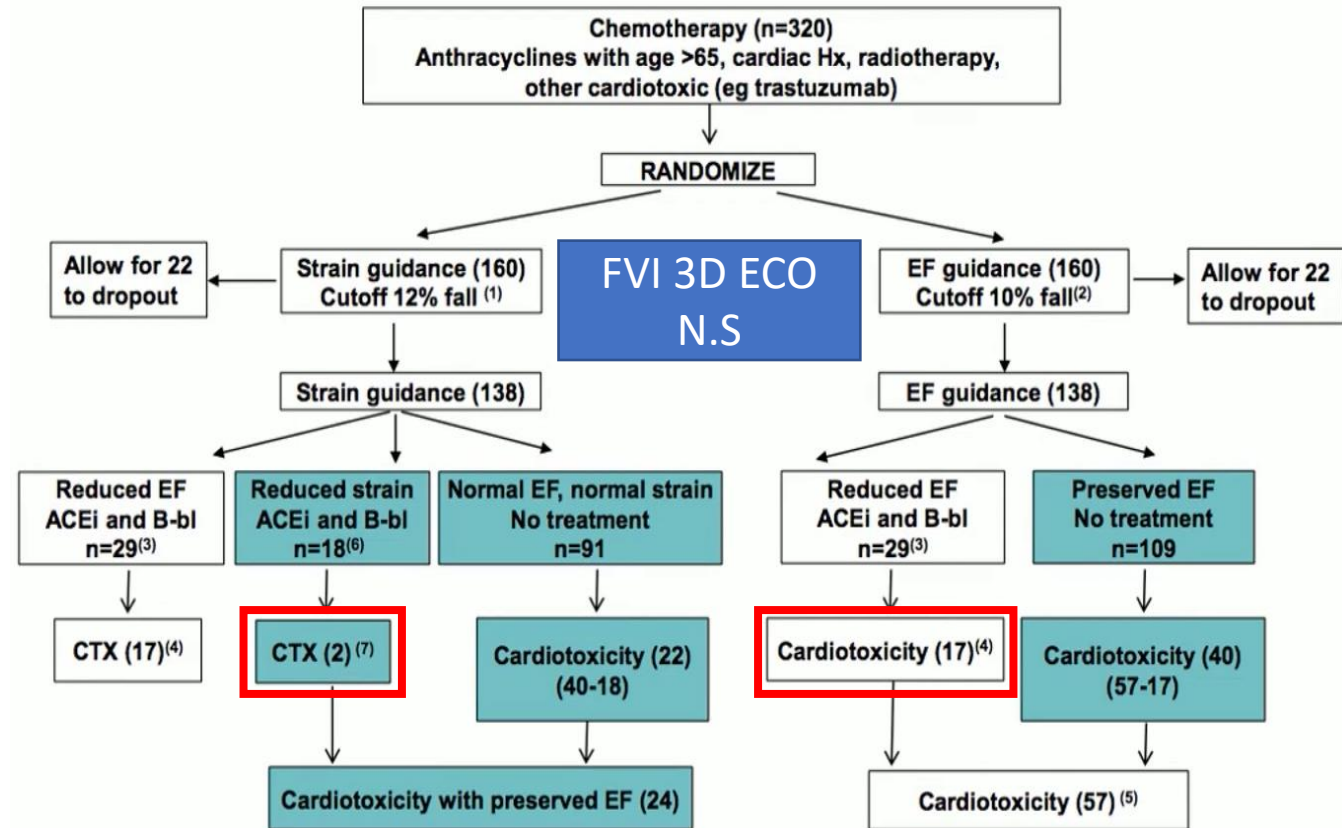 Chemotherapy (n=320)
Anthracyclines with age >65, cardiac Hx, radiotherapy,
other cardiotoxic (eg trastuzumab)
RANDOMIZE
Allow for 22
to dropout
Strain guidance (160)
Cutoff 12% fall (1)
FVI 3D ECO
N.S
EF guidance (160)
Cutoff 10% fall(2)
Allow for 22
to dropout
Strain guidance (138)
EF guidance (138)
Reduced EF
ACEi and B-bl
n=29(3)
Reduced strain
ACEi and B-bl
n=18(6)
Normal EF, normal strain
No treatment
n=91
Reduced EF
ACEi and B-bl
n=29(3)
Preserved EF
No treatment
n=109
CTX (17)(4)
CTX (2) (7)
Cardiotoxicity (22)
(40-18)
Cardiotoxicity (17)(4)
Cardiotoxicity (40)
(57-17)
Cardiotoxicity with preserved EF (24)
Cardiotoxicity (57) (5)